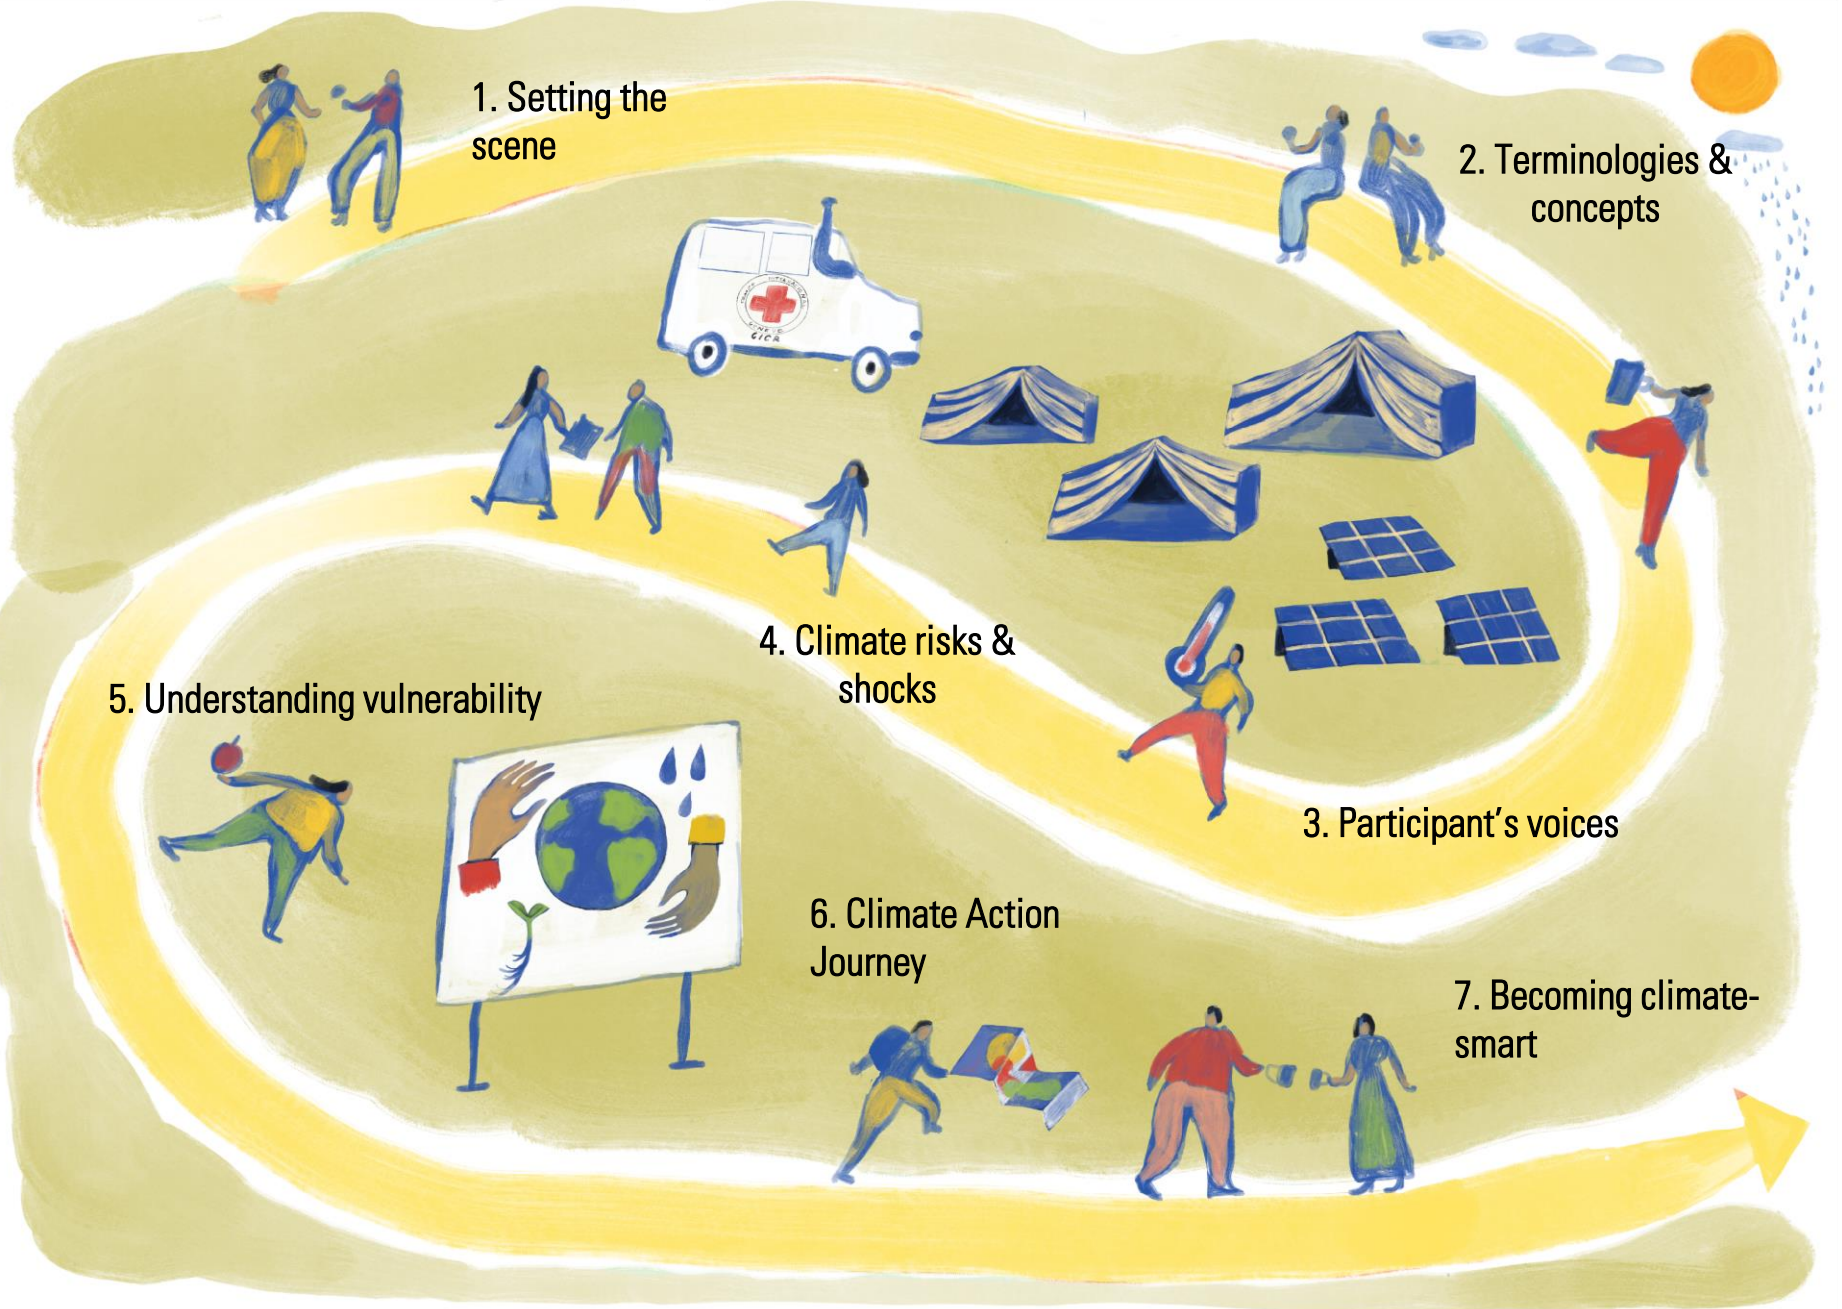 1. Setting the
scene
2. Terminologies &
concepts
CICR
3. Participant's voices
4. Climate risks &
shocks
5. Understanding vulnerability
6. Climate Action
Journey
7. Becoming climate-
smart